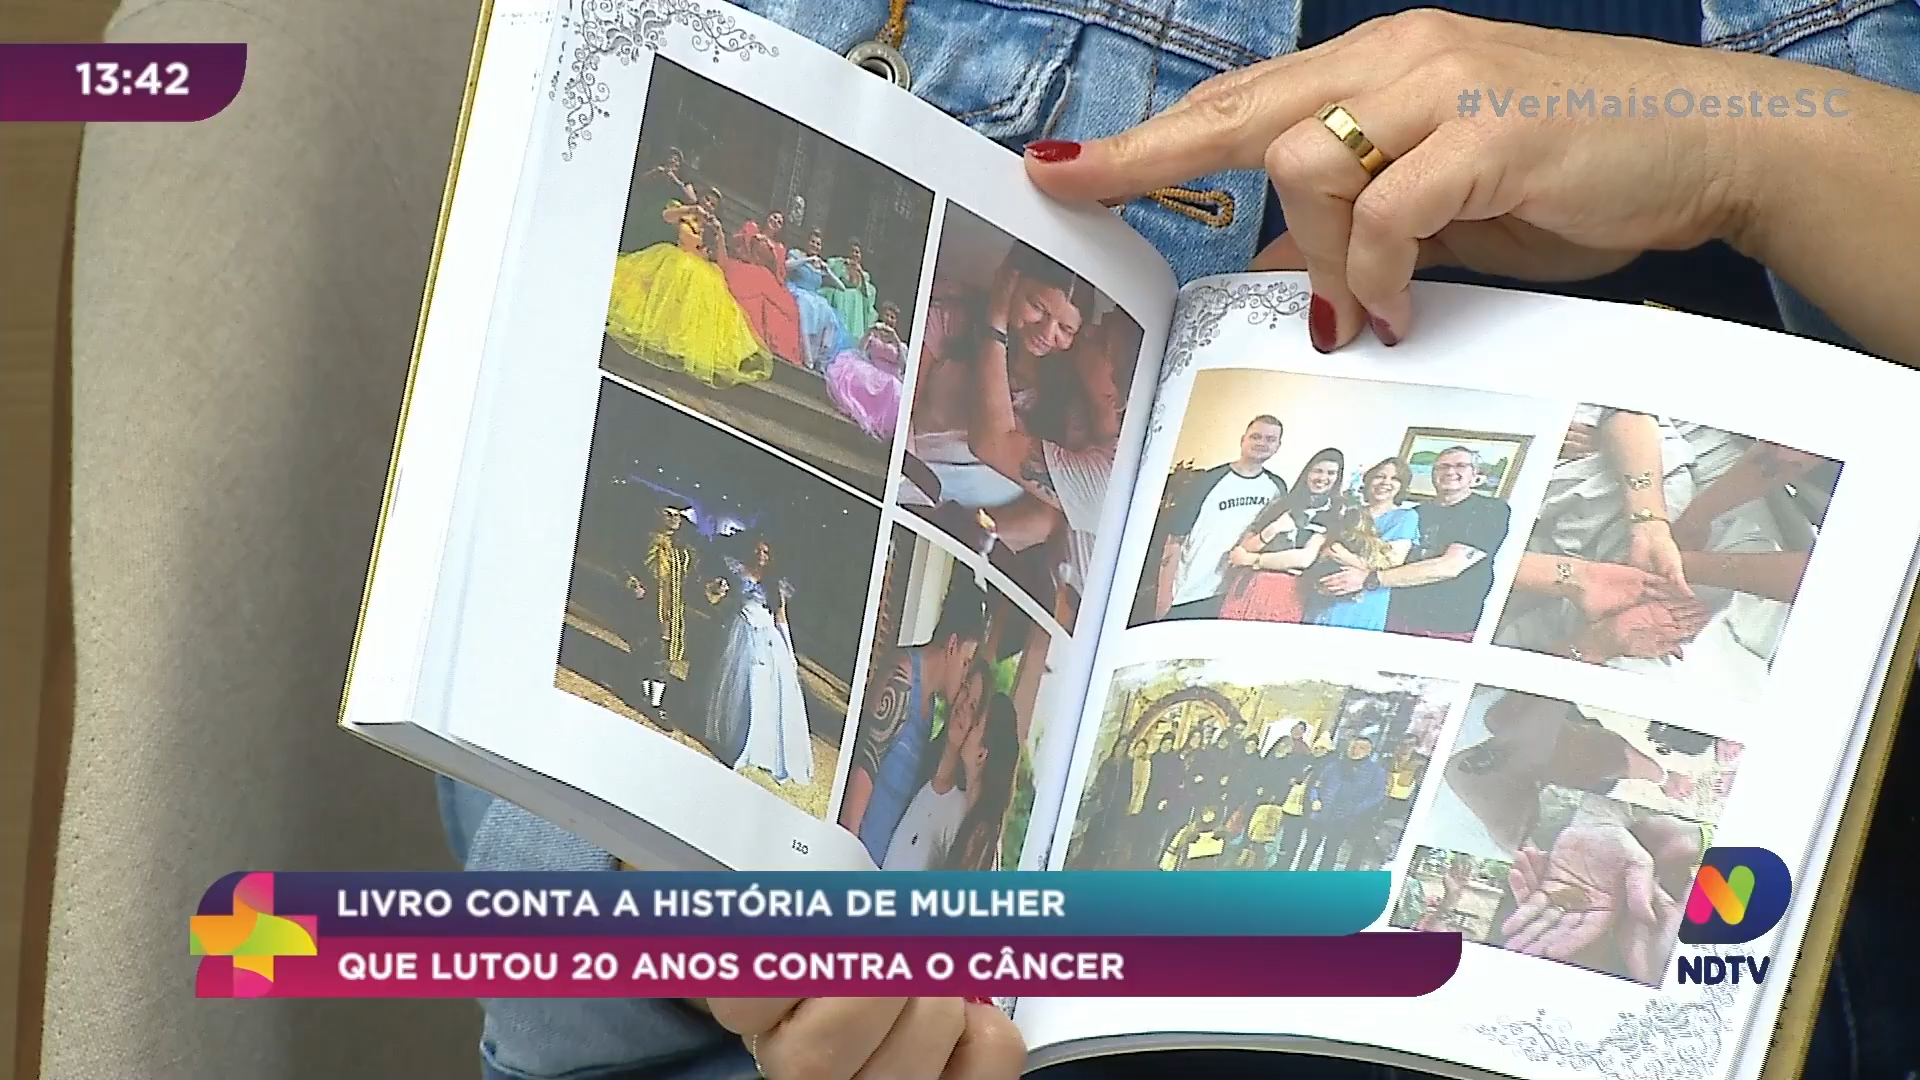 13:42
#VerMaisOesteSC
ORIGINAL
120
LIVRO CONTA A HISTÓRIA DE MULHER
QUE LUTOU 20 ANOS CONTRA O CÂNCER
NDTV